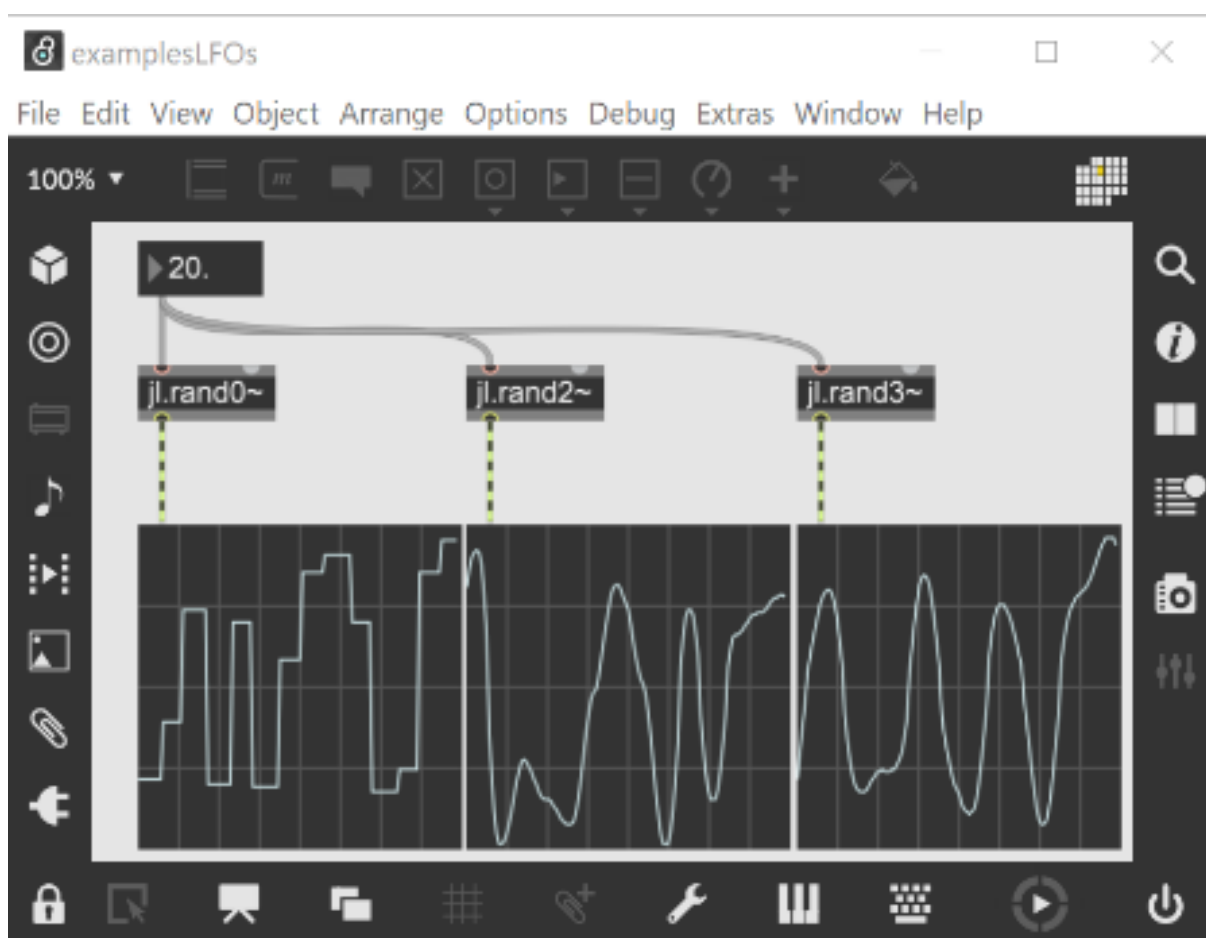 examplesLFOs
File Edit View Object Arrange Options Debug Extras Window Help
100%
20.
jl.rand0~ jl.rand2~ jl.rand3~